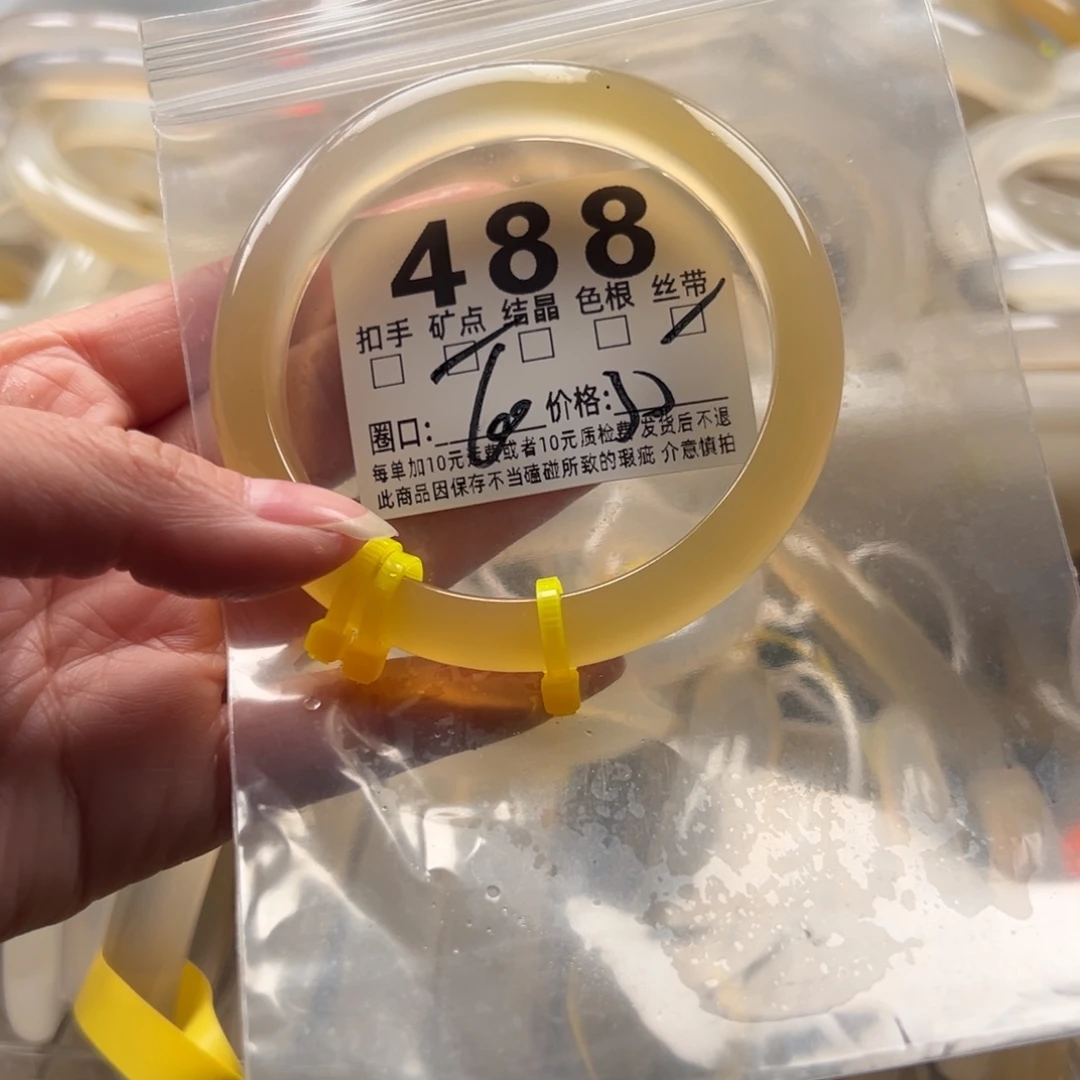 488
扣手 矿点 结晶 色根 丝带
圈口: 60 价格:
每单加10元运费或者10元质检费 发货后不退
此商品因保存不当磕碰所致的瑕疵 介意慎拍